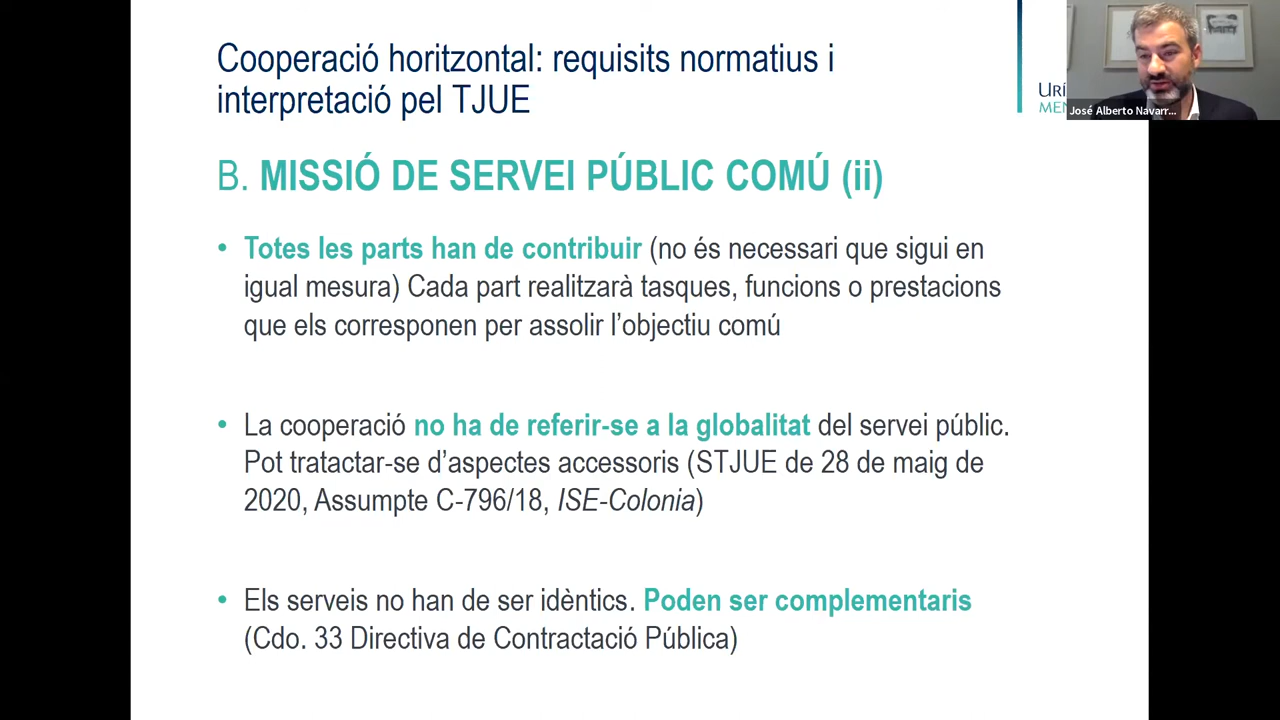 Cooperació horitzontal: requisits normatius i
interpretació pel TJUE
URÍ
MEN
José Alberto Navarr...
B. MISSIÓ DE SERVEI PÚBLIC COMÚ (ii)
• Totes les parts han de contribuir (no és necessari que sigui en
igual mesura) Cada part realitzarà tasques, funcions o prestacions
que els corresponen per assolir l’objectiu comú
• La cooperació no ha de referir-se a la globalitat del servei públic.
Pot tratactar-se d’aspectes accessoris (STJUE de 28 de maig de
2020, Assumpte C-796/18, ISE-Colonia)
• Els serveis no han de ser idèntics. Poden ser complementaris
(Cdo. 33 Directiva de Contractació Pública)